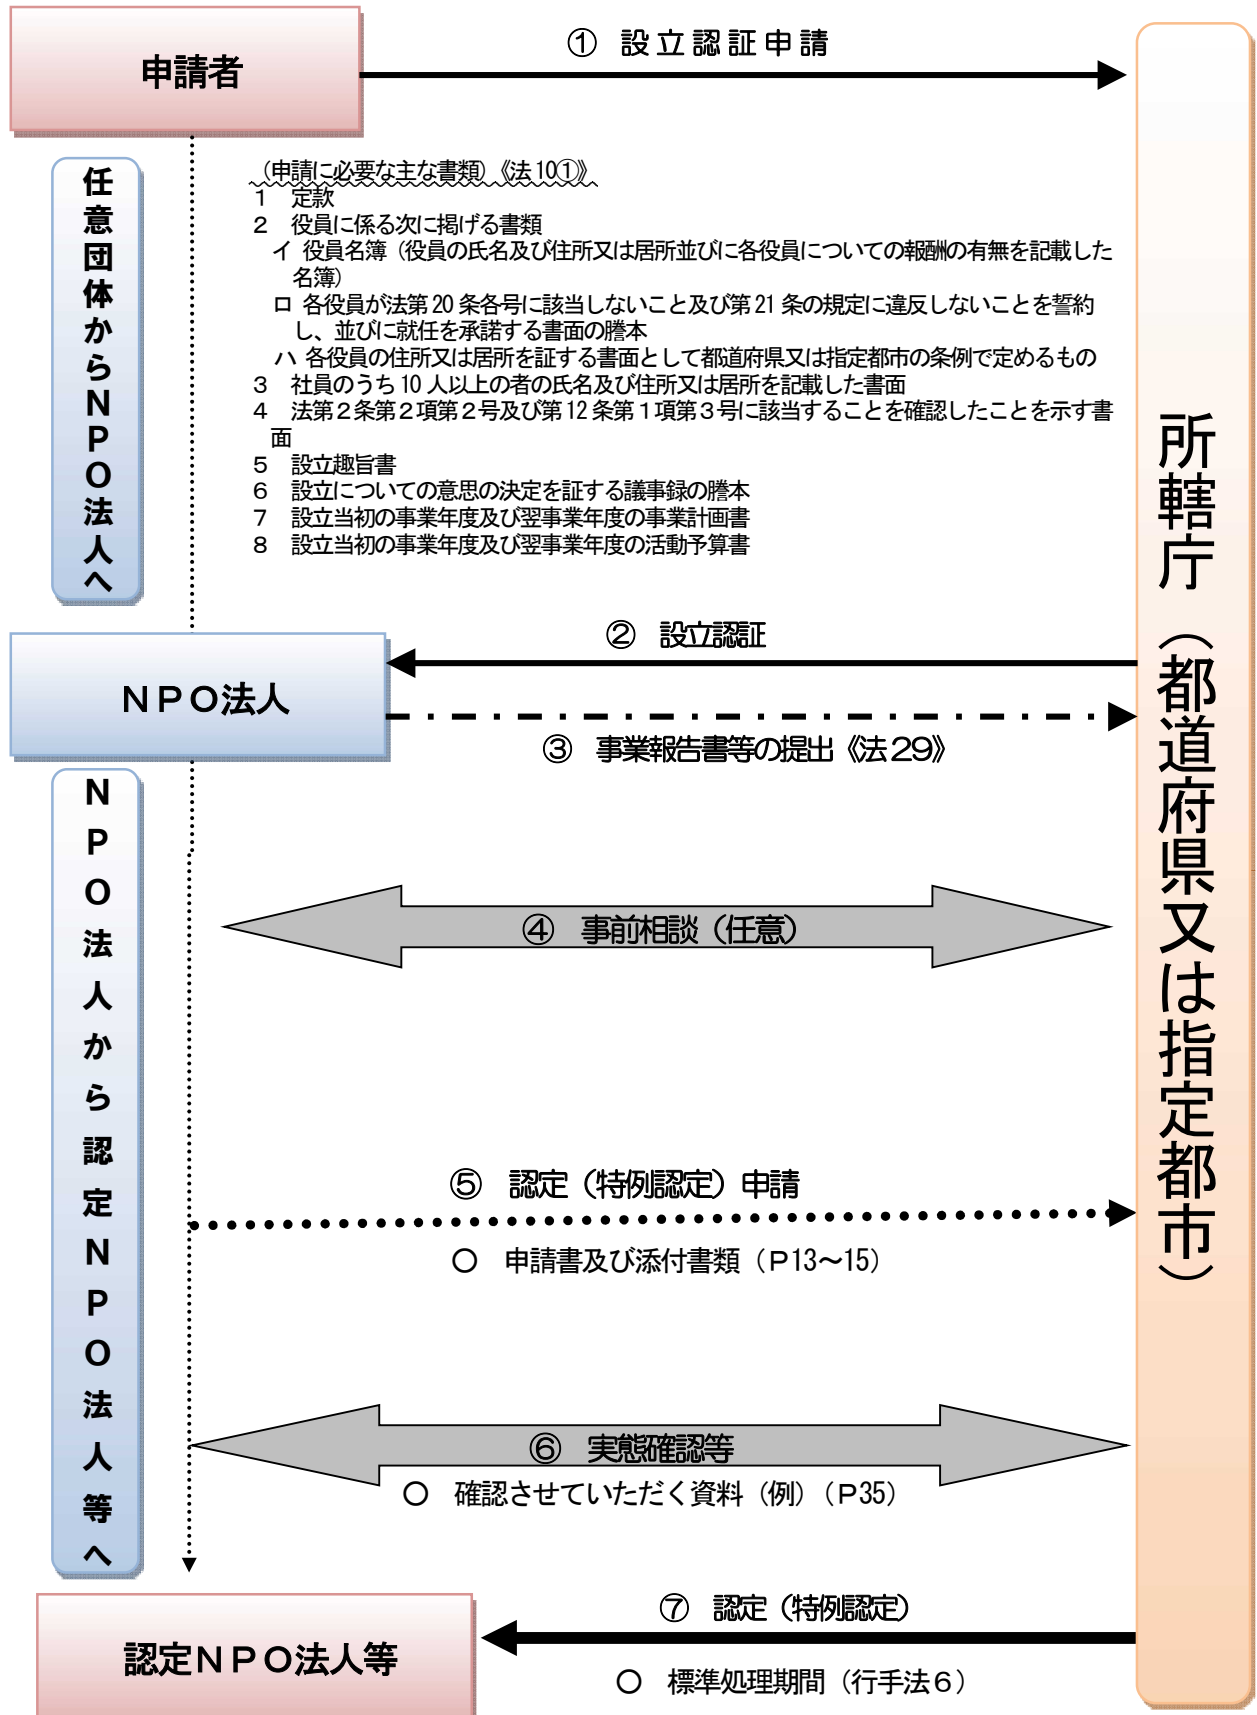 ① 設立認証申請
申請者
任意団体からＮＰＯ法人へ
(申請に必要な主な書類)《法10①》
１ 定款
２ 役員に係る次に掲げる書類
イ 役員名簿（役員の氏名及び住所又は居所並びに各役員についての報酬の有無を記載した
名簿）
ロ 各役員が法第20条各号に該当しないこと及び第21条の規定に違反しないことを誓約
し、並びに就任を承諾する書面の謄本
ハ 各役員の住所又は居所を証する書面として都道府県又は指定都市の条例で定めるもの
３ 社員のうち10人以上の者の氏名及び住所又は居所を記載した書面
４ 法第２条第２項第２号及び第12条第１項第３号に該当することを確認したことを示す書
面
５ 設立趣旨書
６ 設立についての意思の決定を証する議事録の謄本
７ 設立当初の事業年度及び翌事業年度の事業計画書
８ 設立当初の事業年度及び翌事業年度の活動予算書
所轄庁（都道府県又は指定都市）
② 設立認証
ＮＰＯ法人
③ 事業報告書等の提出《法29》
ＮＰＯ法人から認定ＮＰＯ法人等へ
④ 事前相談（任意）
⑤ 認定（特例認定）申請
○ 申請書及び添付書類（Ｐ13～15）
⑥ 実態確認等
○ 確認させていただく資料（例）（Ｐ35）
⑦ 認定（特例認定）
認定ＮＰＯ法人等
○ 標準処理期間（行手法６）